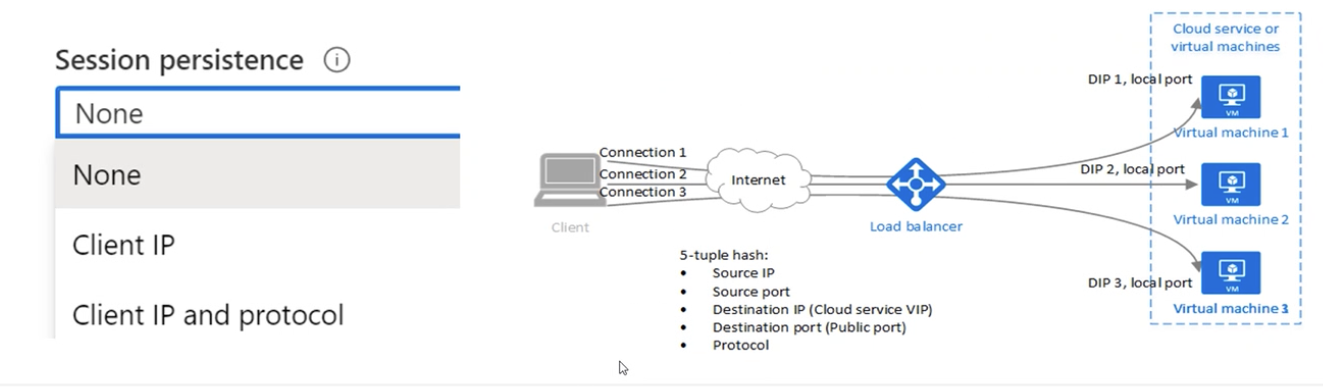 Session persistence
None
None
Client IP
Client IP and protocol
Connection 1
Connection 2
Connection 3
Client
Internet
Load balancer
5-tuple hash:
• Source IP
• Source port
• Destination IP (Cloud service VIP)
• Destination port (Public port)
• Protocol
Cloud service or
virtual machines
DIP 1, local port
VM
Virtual machine 1
DIP 2, local port
VM
Virtual machine 2
DIP 3, local port
VM
Virtual machine 3